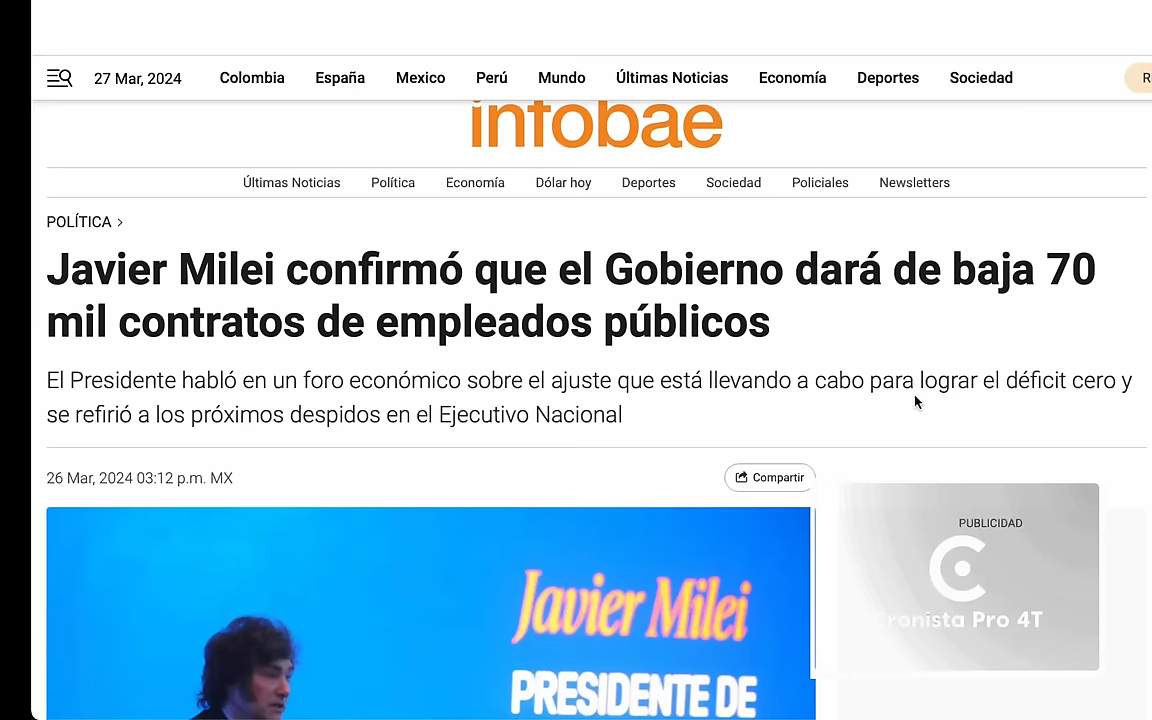 27 Mar, 2024 Colombia España Mexico Perú Mundo Últimas Noticias Economía Deportes Sociedad
infobae
Últimas Noticias Política Economía Dólar hoy Deportes Sociedad Policiales Newsletters
POLÍTICA >
Javier Milei confirmó que el Gobierno dará de baja 70
mil contratos de empleados públicos
El Presidente habló en un foro económico sobre el ajuste que está llevando a cabo para lograr el déficit cero y
se refirió a los próximos despidos en el Ejecutivo Nacional
26 Mar, 2024 03:12 p.m. MX
Compartir
PUBLICIDAD
Cronista Pro 4T
Javier Milei
PRESIDENTE DE